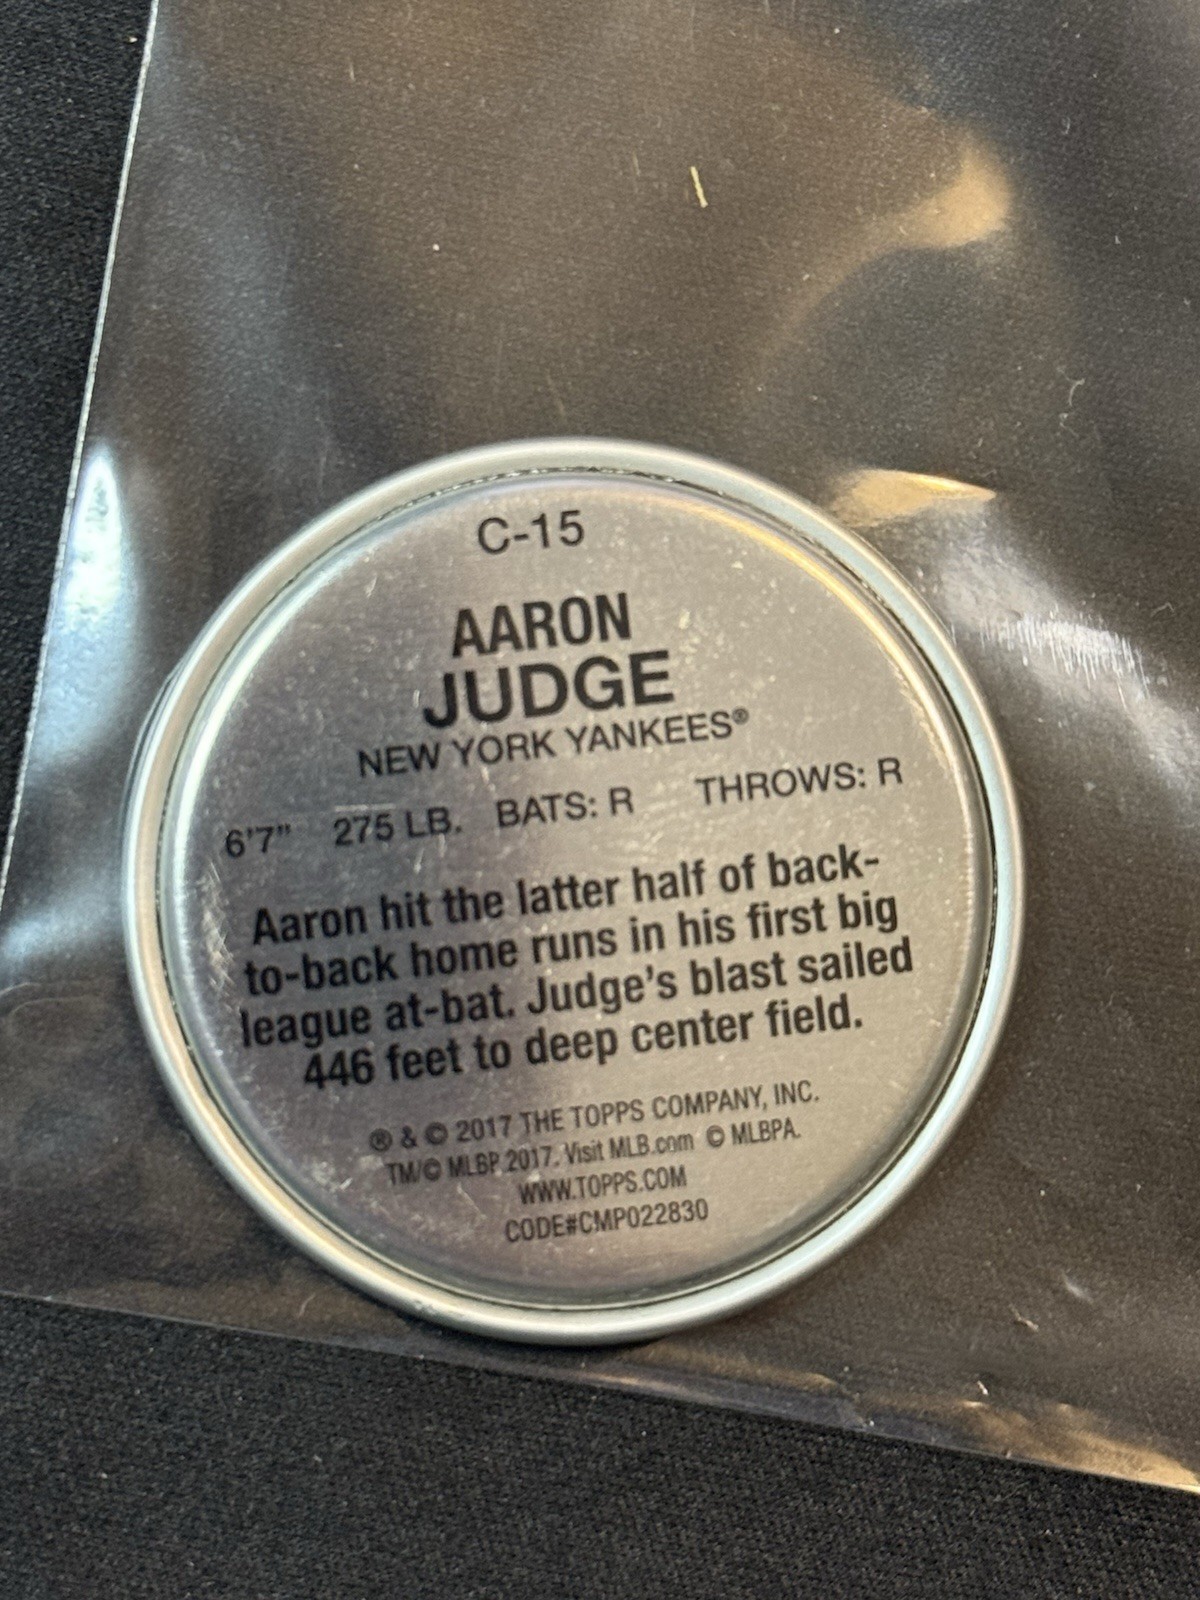 C-15
AARON
JUDGE
NEW YORK YANKEES®
6'7" 275 LB. BATS: R THROWS: R
Aaron hit the latter half of back-
to-back home runs in his first big
league at-bat. Judge's blast sailed
446 feet to deep center field.
® & © 2017 THE TOPPS COMPANY, INC.
TM/© MLBP 2017. Visit MLB.com © MLBPA.
WWW.TOPPS.COM
CODE#CMP022830